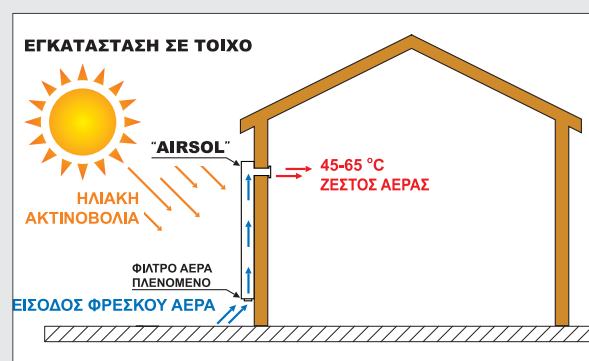 ΕΓΚΑΤΑΣΤΑΣΗ ΣΕ ΤΟΙΧΟ
"AIRSOL"
45-65 °C
ΖΕΣΤΟΣ ΑΕΡΑΣ
ΗΛΙΑΚΗ
ΑΚΤΙΝΟΒΟΛΙΑ
ΦΙΛΤΡΟ ΑΕΡΑ
ΠΛΕΝΟΜΕΝΟ
ΕΙΣΟΔΟΣ ΦΡΕΣΚΟΥ ΑΕΡΑ